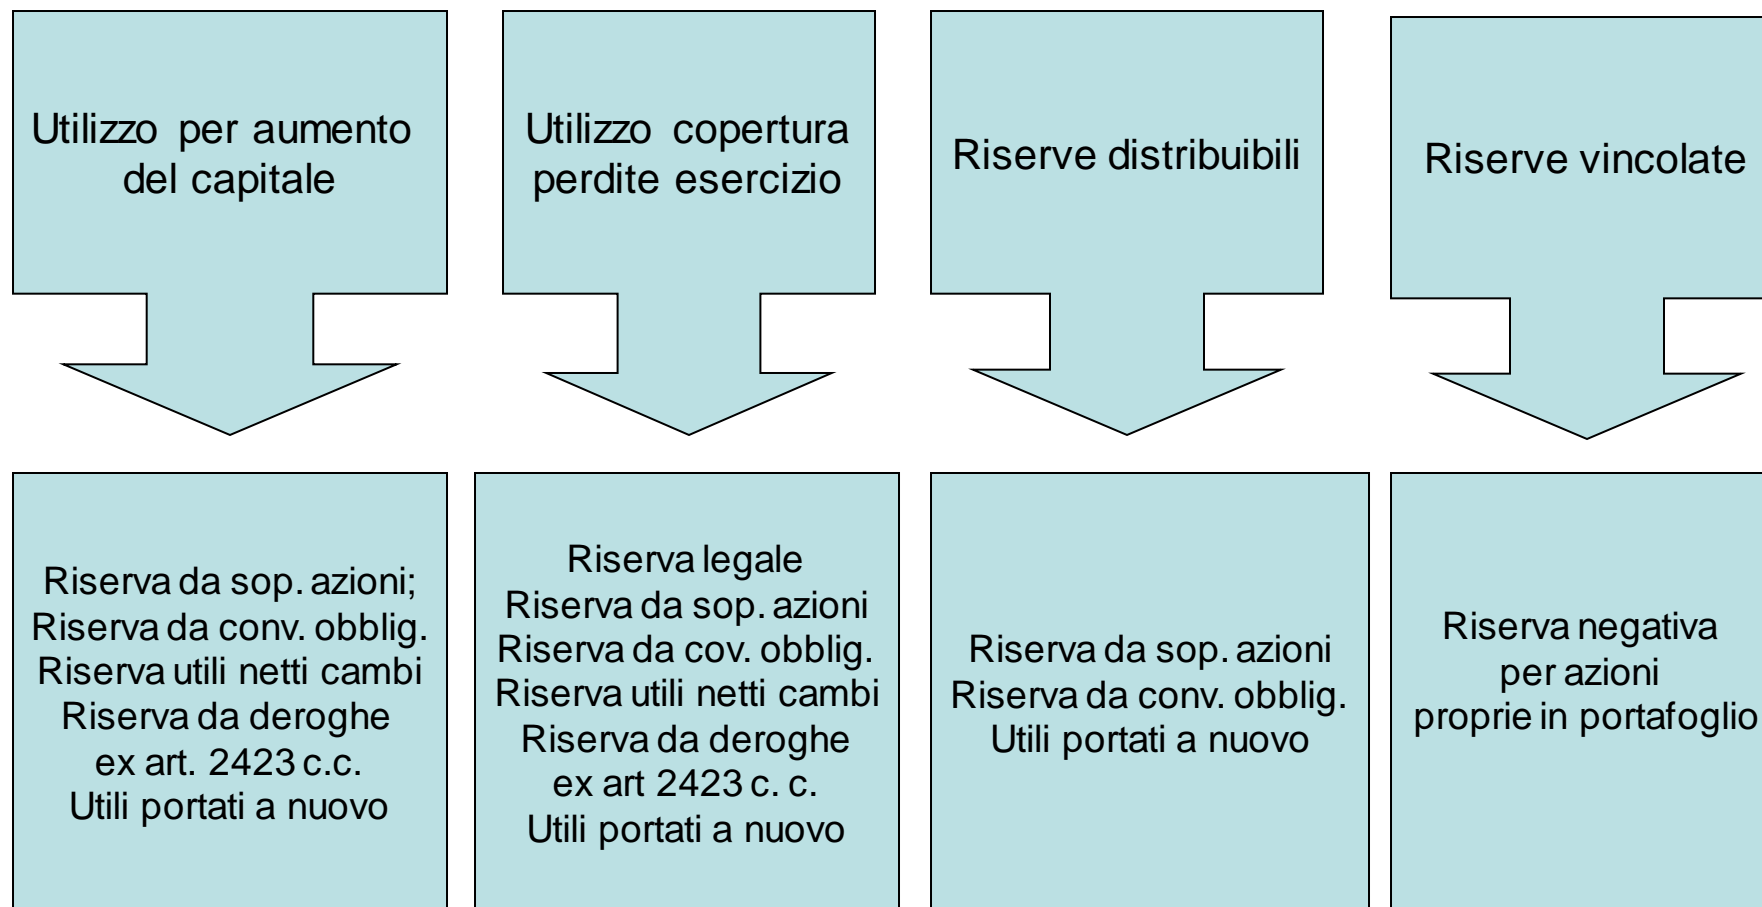 Utilizzo per aumento
del capitale
Utilizzo copertura
perdite esercizio
Riserve distribuibili
Riserve vincolate
Riserva da sop. azioni;
Riserva da conv. obblig.
Riserva utili netti cambi
Riserva da deroghe
ex art. 2423 c.c.
Utili portati a nuovo
Riserva legale
Riserva da sop. azioni
Riserva da cov. obblig.
Riserva utili netti cambi
Riserva da deroghe
ex art 2423 c. c.
Utili portati a nuovo
Riserva da sop. azioni
Riserva da conv. obblig.
Utili portati a nuovo
Riserva negativa
per azioni
proprie in portafoglio